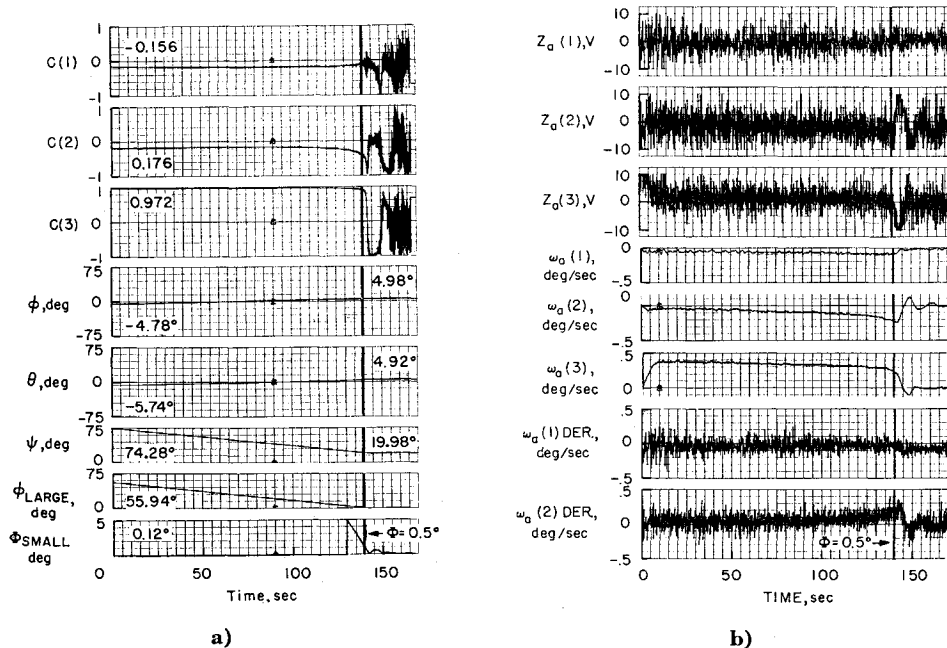 1
-0.156
C(1)
0
-1
1
C(2)
0
0.176
-1
1
0.972
C(3)
0
-1
75
4.98°
ϕ,deg
0
-4.78°
-75
75
4.92°
θ,deg
0
-5.74°
-75
75
19.98°
ψ,deg
74.28°
0
75
ϕLARGE,
deg
55.94°
0
5
0.12°
ΦSMALL
deg
Φ=0.5°
0
50
100
150
Time,sec
a)
10
Za(1),V
0
-10
10
Za(2),V
0
-10
10
Za(3),V
0
-10
0
ωa(1),
deg/sec
-.5
0
ωa(2),
deg/sec
-.5
.5
ωa(3),
deg/sec
0
.5
ωa(1) DER.,
deg/sec
0
-.5
.5
ωa(2) DER.,
deg/sec
0
-.5
Φ=0.5°
0
50
100
150
TIME,sec
b)